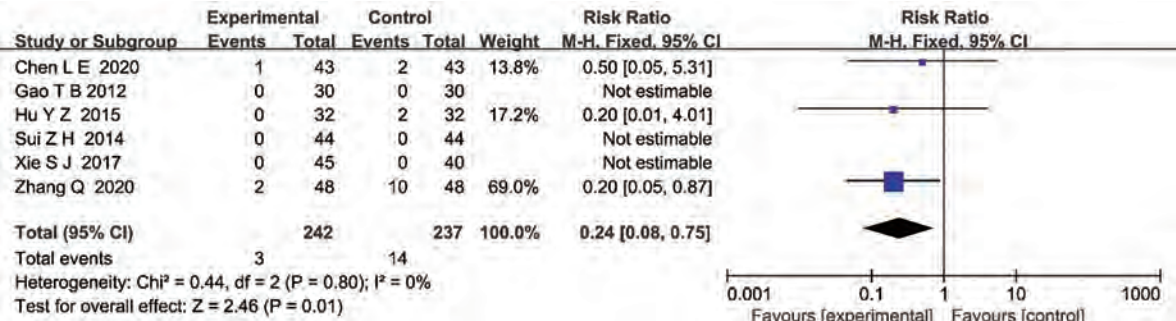 Experimental Control Risk Ratio Risk Ratio
Study or Subgroup Events Total Events Total Weight M-H, Fixed, 95% CI M-H, Fixed, 95% CI
Chen L E 2020 1 43 2 43 13.8% 0.50 [0.05, 5.31]
Gao T B 2012 0 30 0 30 Not estimable
Hu Y Z 2015 0 32 2 32 17.2% 0.20 [0.01, 4.01]
Sui Z H 2014 0 44 0 44 Not estimable
Xie S J 2017 0 45 0 40 Not estimable
Zhang Q 2020 2 48 10 48 69.0% 0.20 [0.05, 0.87]
Total (95% CI) 242 237 100.0% 0.24 [0.08, 0.75]
Total events 3 14
Heterogeneity: Chi² = 0.44, df = 2 (P = 0.80); I² = 0%
Test for overall effect: Z = 2.46 (P = 0.01)
0.001 0.1 1 10 1000
Favours [experimental] Favours [control]